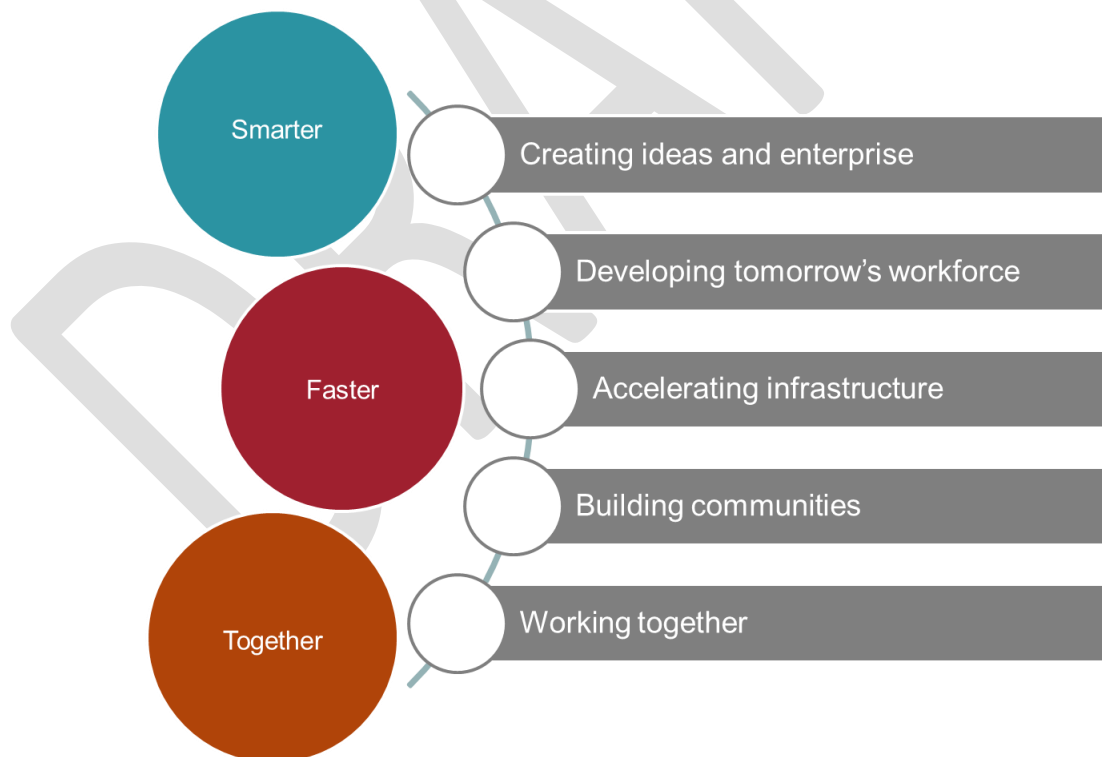 Smarter
Creating ideas and enterprise
Developing tomorrow’s workforce
Faster
Accelerating infrastructure
Building communities
Together
Working together